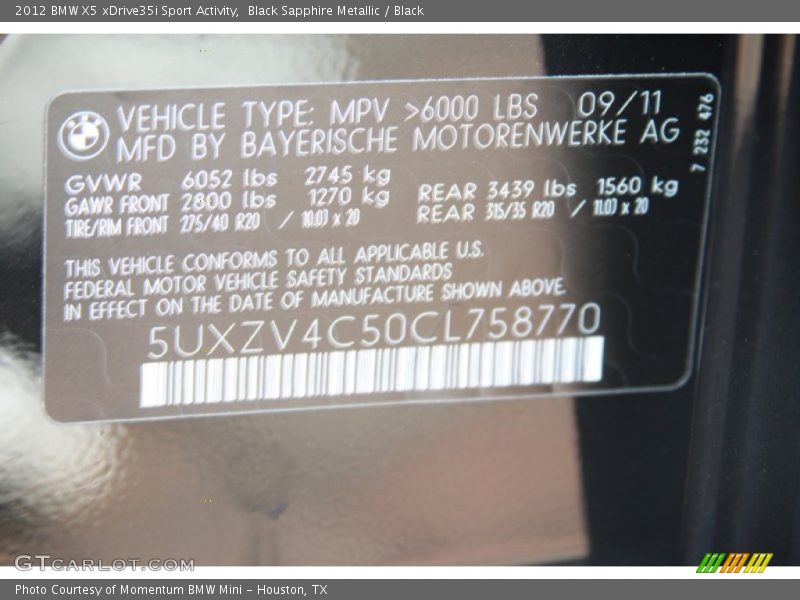 2012 BMW X5 xDrive35i Sport Activity,  Black Sapphire Metallic / Black
VEHICLE TYPE: MPV >6000 LBS 09/11
MFD BY BAYERISCHE MOTORENWERKE AG
7 232 476
GVWR 6052 lbs 2745 kg
GAWR FRONT 2800 lbs 1270 kg REAR 3439 lbs 1560 kg
TIRE/RIM FRONT 275/40 R20 / 10.0J x 20 REAR 315/35 R20 / 11.0J x 20
THIS VEHICLE CONFORMS TO ALL APPLICABLE U.S.
FEDERAL MOTOR VEHICLE SAFETY STANDARDS
IN EFFECT ON THE DATE OF MANUFACTURE SHOWN ABOVE.
5UXZV4C50CL758770
GTcarlot.com
Photo Courtesy of Momentum BMW Mini - Houston, TX